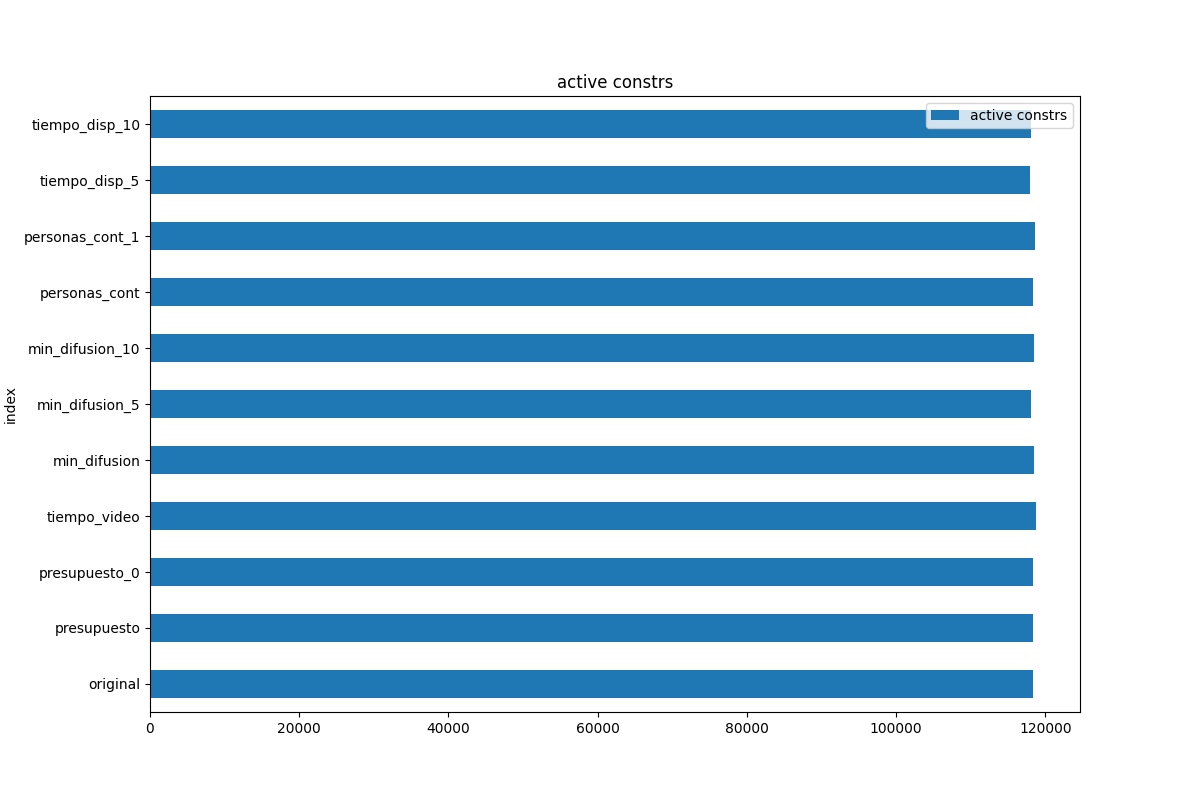 active constrs
active constrs
tiempo_disp_10
tiempo_disp_5
personas_cont_1
personas_cont
min_difusion_10
min_difusion_5
min_difusion
tiempo_video
presupuesto_0
presupuesto
original
index
0 20000 40000 60000 80000 100000 120000